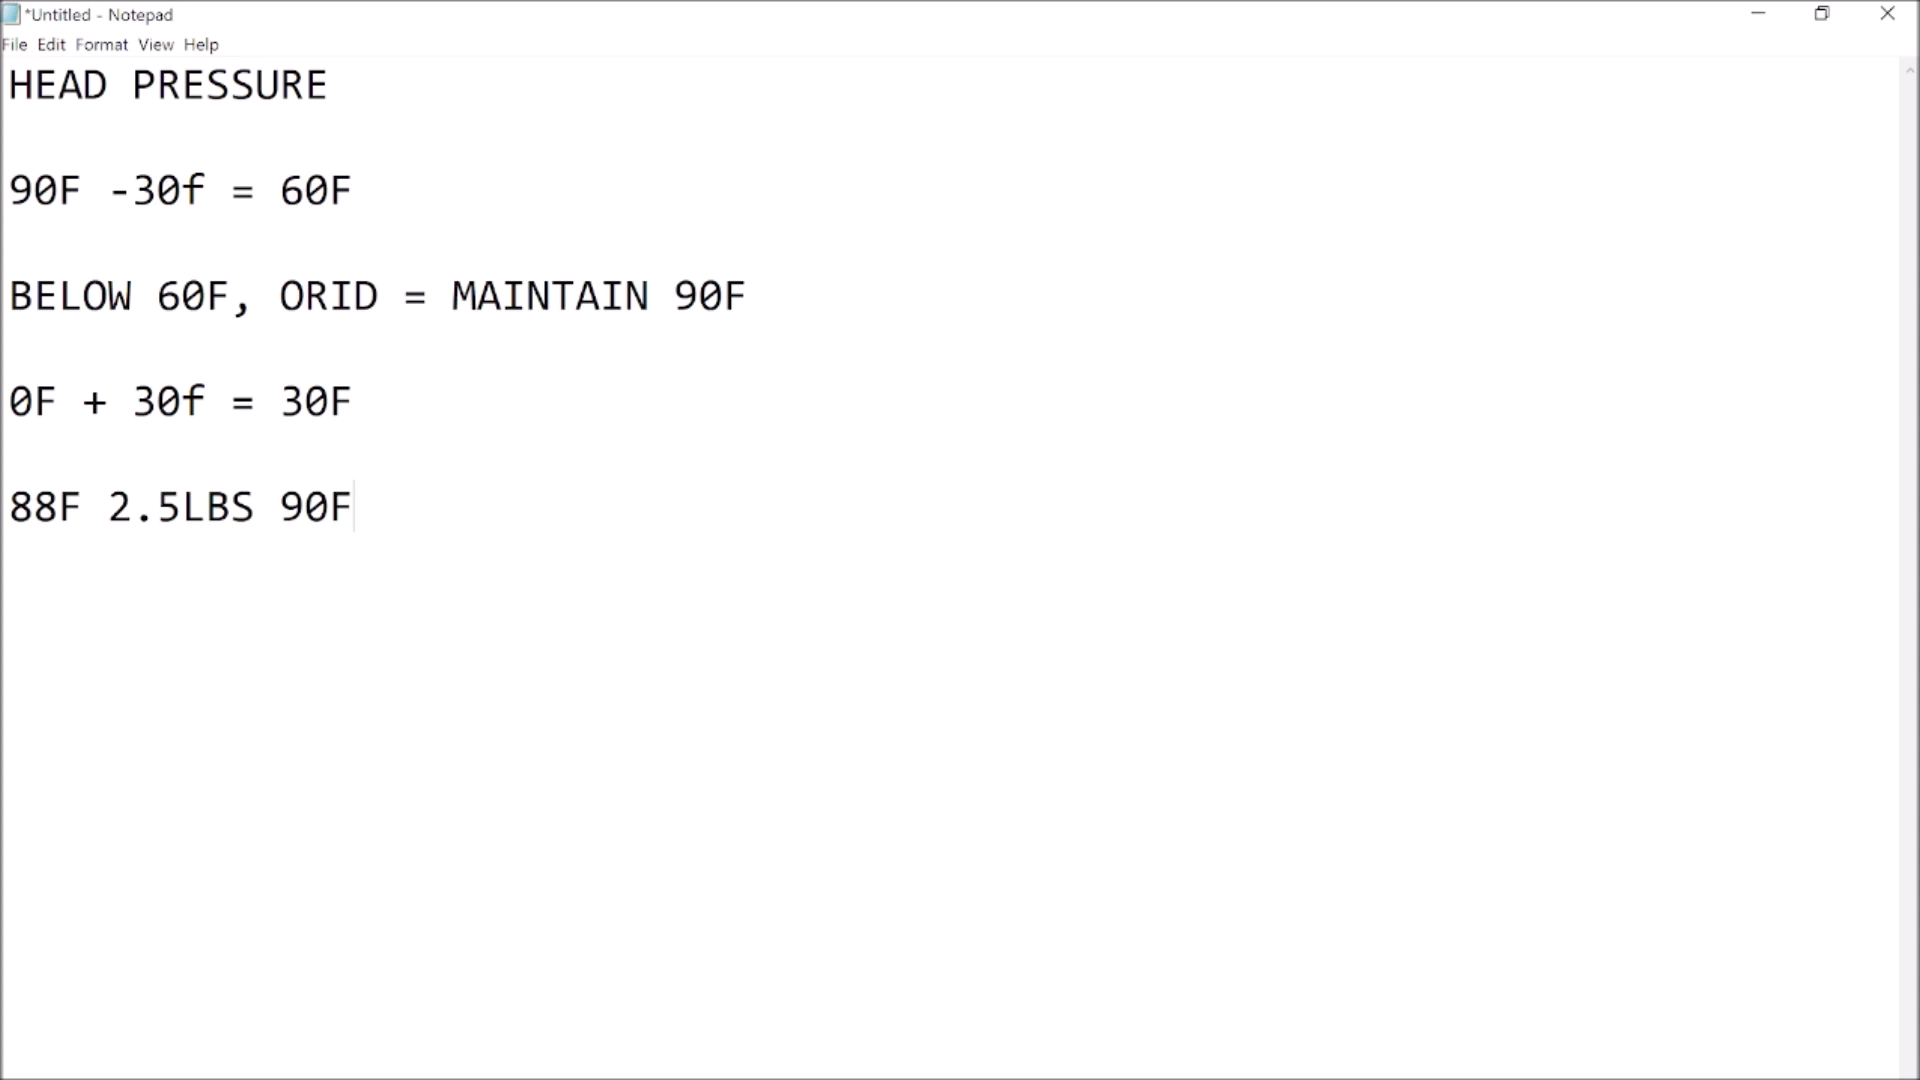 *Untitled - Notepad
File Edit Format View Help
HEAD PRESSURE
90F -30f = 60F
BELOW 60F, ORID = MAINTAIN 90F
0F + 30f = 30F
88F 2.5LBS 90F